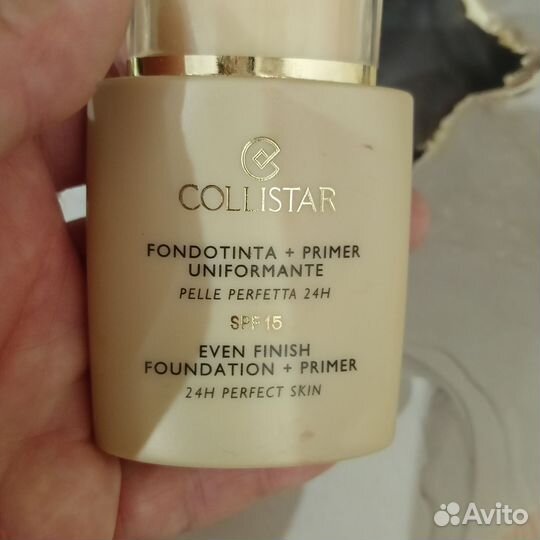 COLLISTAR
FONDOTINTA + PRIMER
UNIFORMANTE
PELLE PERFETTA 24H
SPF 15
EVEN FINISH
FOUNDATION + PRIMER
24H PERFECT SKIN
Avito